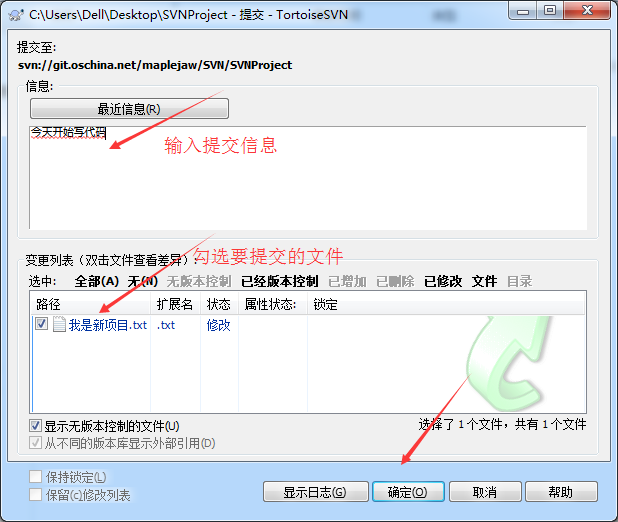 C:\Users\Dell\Desktop\SVNProject - 提交 - TortoiseSVN
提交至:
svn://git.oschina.net/maplejaw/SVN/SVNProject
信息:
最近信息(R)
今天开始写代码
输入提交信息
变更列表（双击文件查看差异）:
勾选要提交的文件
选中: 全部(A) 无(N) 无版本控制 已经版本控制 已增加 已删除 已修改 文件 目录
路径 扩展名 状态 属性状态: 锁定
我是新项目.txt .txt 修改
显示无版本控制的文件(U)
选择了 1 个文件，共有 1 个文件
从不同的版本库显示外部引用(D)
保持锁定(L)
保留(c)修改列表
显示日志(G) 确定(O) 取消 帮助